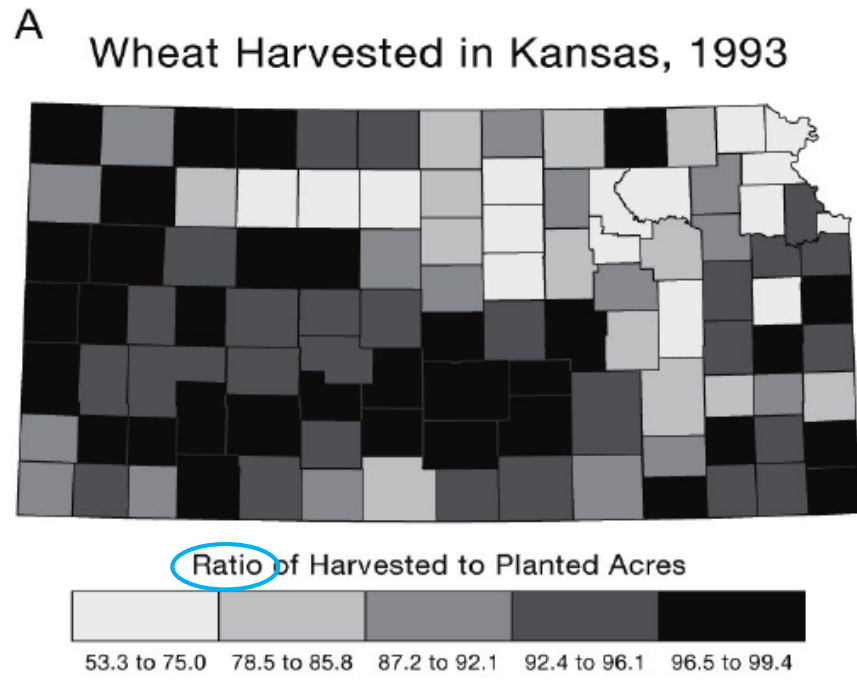 A
Wheat Harvested in Kansas, 1993
Ratio of Harvested to Planted Acres
53.3 to 75.0 78.5 to 85.8 87.2 to 92.1 92.4 to 96.1 96.5 to 99.4